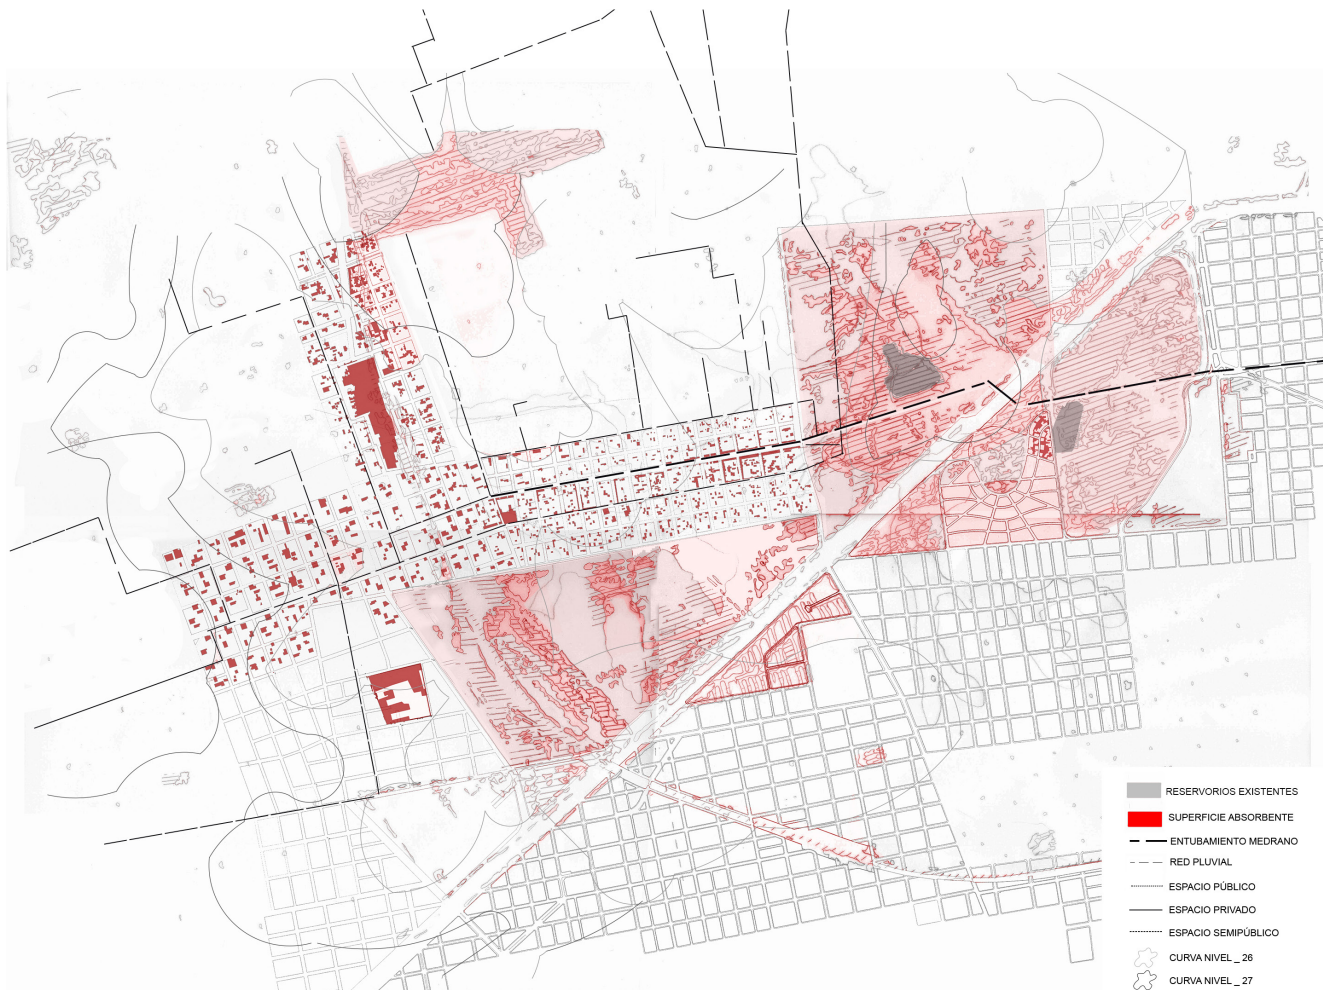 RESERVORIOS EXISTENTES
SUPERFICIE ABSORBENTE
ENTUBAMIENTO MEDRANO
RED PLUVIAL
ESPACIO PÚBLICO
ESPACIO PRIVADO
ESPACIO SEMIPÚBLICO
CURVA NIVEL _ 26
CURVA NIVEL _ 27